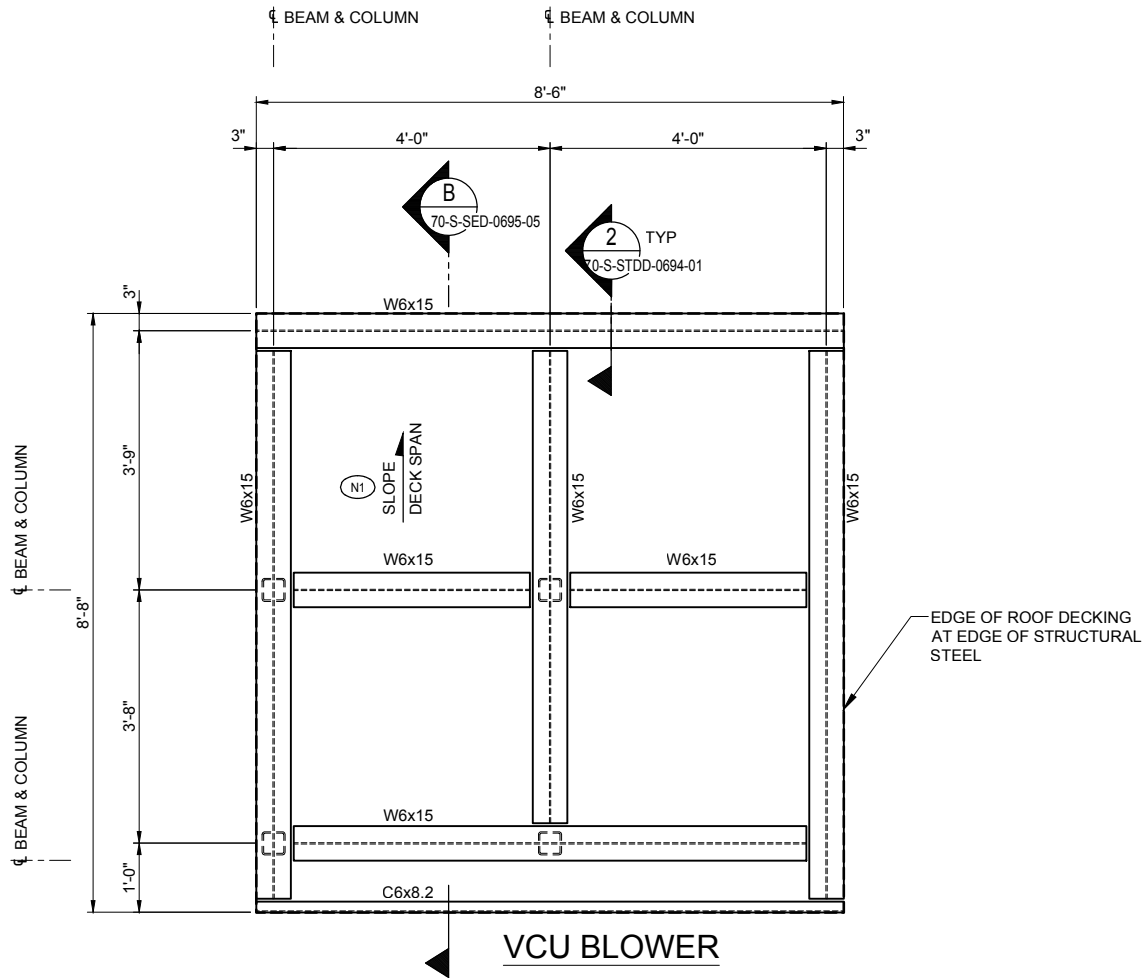 ℄ BEAM & COLUMN
℄ BEAM & COLUMN
8'-6"
3"
4'-0"
4'-0"
3"
B
70-S-SED-0695-05
2
TYP
70-S-STDD-0694-01
3"
W6x15
3'-9"
℄ BEAM & COLUMN
W6x15
N1
SLOPE
DECK SPAN
W6x15
W6x15
W6x15
W6x15
8'-8"
EDGE OF ROOF DECKING
AT EDGE OF STRUCTURAL
STEEL
3'-8"
℄ BEAM & COLUMN
W6x15
1'-0"
C6x8.2
VCU BLOWER